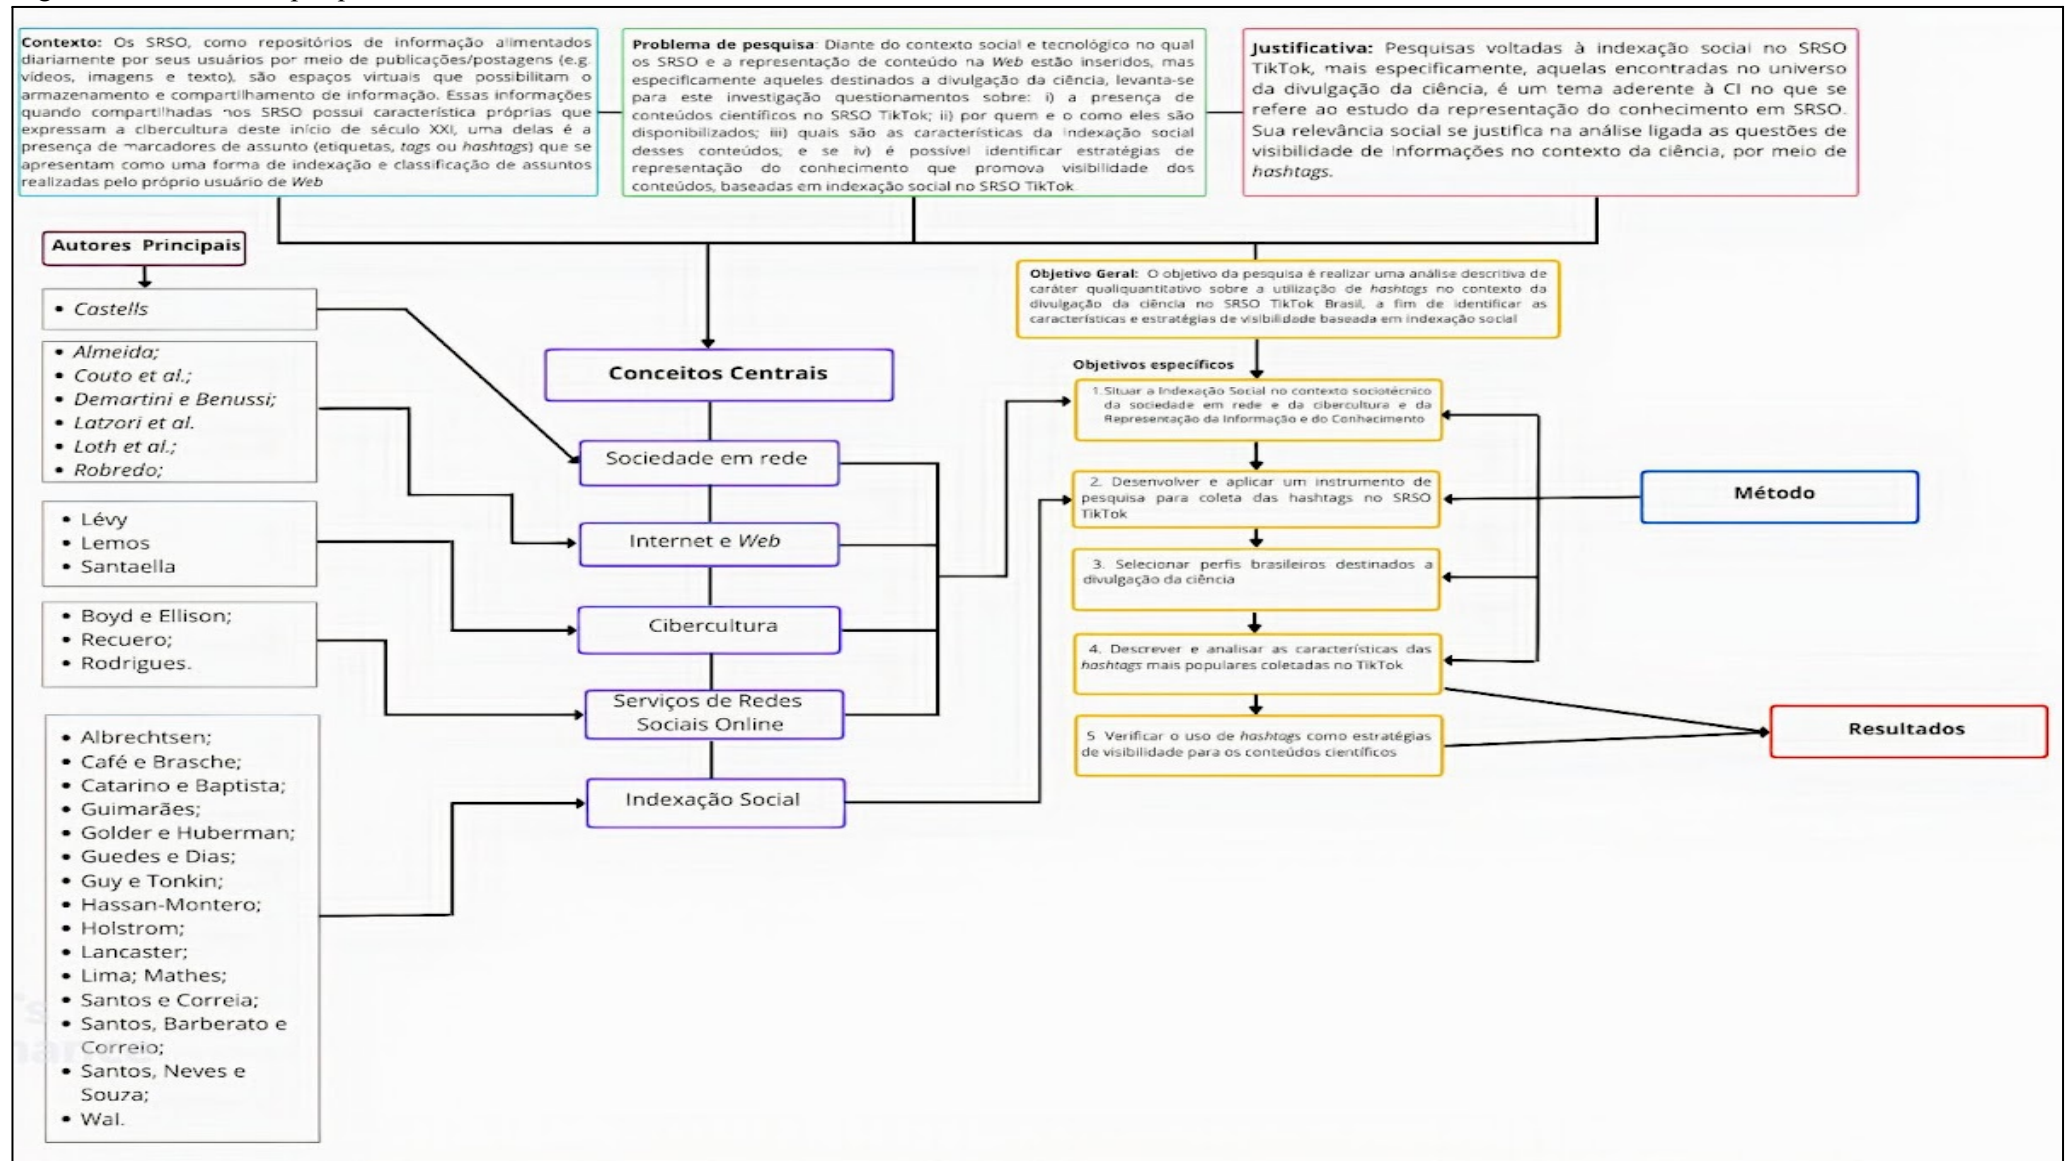 Contexto: Os SRSO, como repositórios de informação alimentados
diariamente por seus usuários por meio de publicações/postagens (e.g.
vídeos, imagens e texto), são espaços virtuais que possibilitam o
armazenamento e compartilhamento de informação. Essas informações
quando compartilhadas nos SRSO possui característica próprias que
expressam a cibercultura deste início de século XXI, uma delas é a
presença de marcadores de assunto (etiquetas, tags ou hashtags) que se
apresentam como uma forma de indexação e classificação de assuntos
realizadas pelo próprio usuário de Web
Problema de pesquisa: Diante do contexto social e tecnológico no qual
os SRSO e a representação de conteúdo na Web estão inseridos, mas
especificamente aqueles destinados a divulgação da ciência, levanta-se
para este investigação questionamentos sobre: i) a presença de
conteúdos científicos no SRSO TikTok; ii) por quem e o como eles são
disponibilizados; iii) quais são as características da indexação social
desses conteúdos; e se iv) é possível identificar estratégias de
representação do conhecimento que promova visibilidade dos
conteúdos, baseadas em indexação social no SRSO TikTok
Justificativa: Pesquisas voltadas à indexação social no SRSO
TikTok, mais especificamente, aquelas encontradas no universo
da divulgação da ciência, é um tema aderente à CI no que se
refere ao estudo da representação do conhecimento em SRSO.
Sua relevância social se justifica na análise ligada as questões de
visibilidade de informações no contexto da ciência, por meio de
hashtags.
Autores Principais
• Castells
• Almeida;
• Couto et al.;
• Demartini e Benussi;
• Latzori et al.
• Loth et al.;
• Robredo;
• Lévy
• Lemos
• Santaella
• Boyd e Ellison;
• Recuero;
• Rodrigues.
• Albrechtsen;
• Café e Brasche;
• Catarino e Baptista;
• Guimarães;
• Golder e Huberman;
• Guedes e Dias;
• Guy e Tonkin;
• Hassan-Montero;
• Holstrom;
• Lancaster;
• Lima; Mathes;
• Santos e Correia;
• Santos, Barberato e
Correio;
• Santos, Neves e
Souza;
• Wal.
Conceitos Centrais
Sociedade em rede
Internet e Web
Cibercultura
Serviços de Redes
Sociais Online
Indexação Social
Objetivo Geral: O objetivo da pesquisa é realizar uma análise descritiva de
caráter qualiquantitativo sobre a utilização de hashtags no contexto da
divulgação da ciência no SRSO TikTok Brasil, a fim de identificar as
características e estratégias de visibilidade baseada em indexação social
Objetivos específicos
1.Situar a Indexação Social no contexto sociotécnico
da sociedade em rede e da cibercultura e da
Representação da Informação e do Conhecimento
2. Desenvolver e aplicar um instrumento de
pesquisa para coleta das hashtags no SRSO
TikTok
3. Selecionar perfis brasileiros destinados a
divulgação da ciência
4. Descrever e analisar as características das
hashtags mais populares coletadas no TikTok
5 Verificar o uso de hashtags como estratégias
de visibilidade para os conteúdos científicos
Método
Resultados